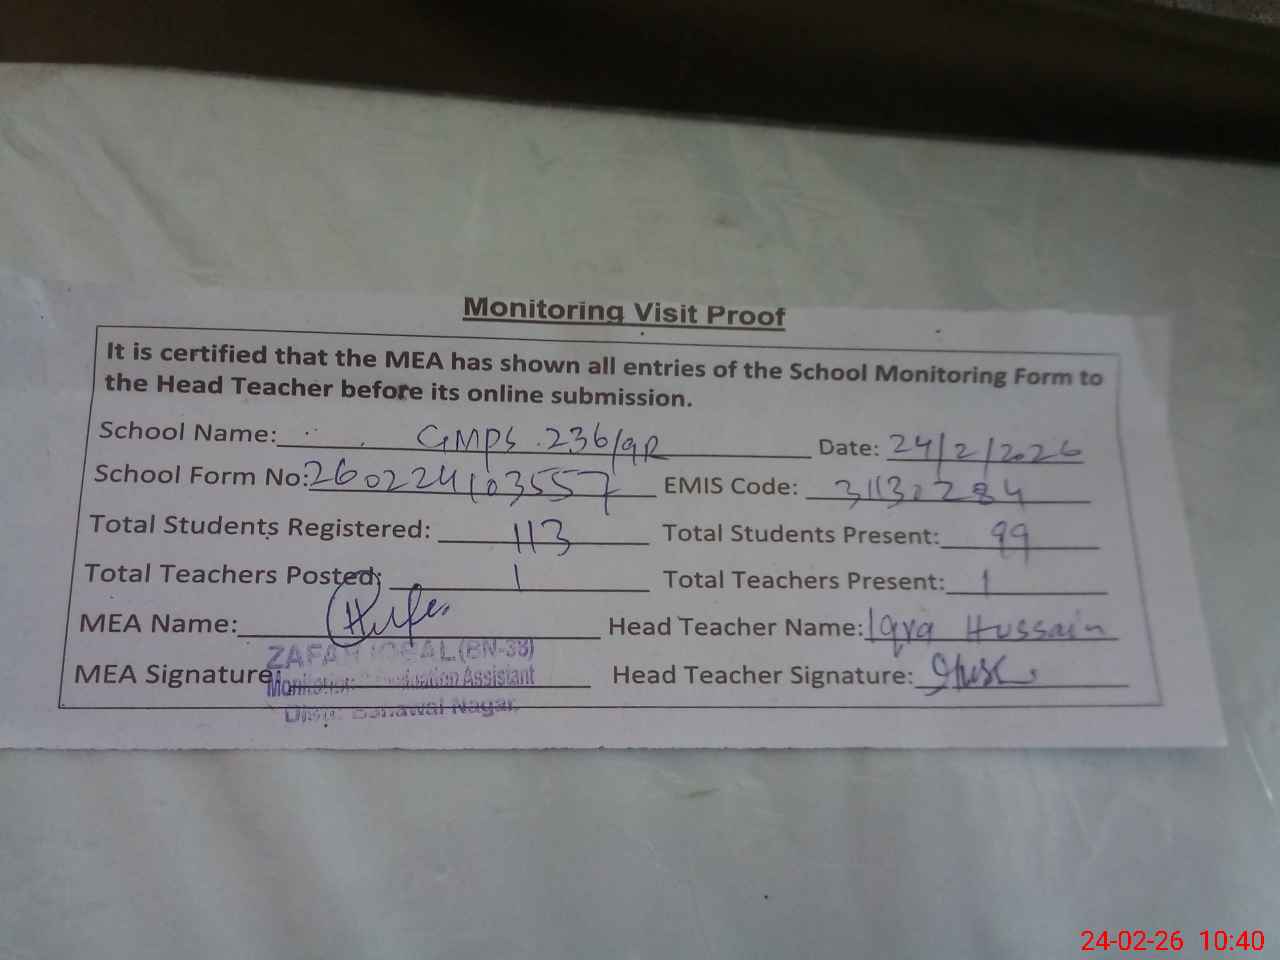 Monitoring Visit Proof
It is certified that the MEA has shown all entries of the School Monitoring Form to
the Head Teacher before its online submission.
School Name: GMPS 236/9R Date: 24/2/2026
School Form No: 260224103557 EMIS Code: 31130284
Total Students Registered: 113 Total Students Present: 99
Total Teachers Posted: 1 Total Teachers Present: 1
MEA Name: Head Teacher Name: Iqra Hussain
ZAFAR IQBAL (BN-38)
MEA Signature: Head Teacher Signature:
Monitoring & Evaluation Assistant
Distt: Bahawal Nagar.
24-02-26 10:40